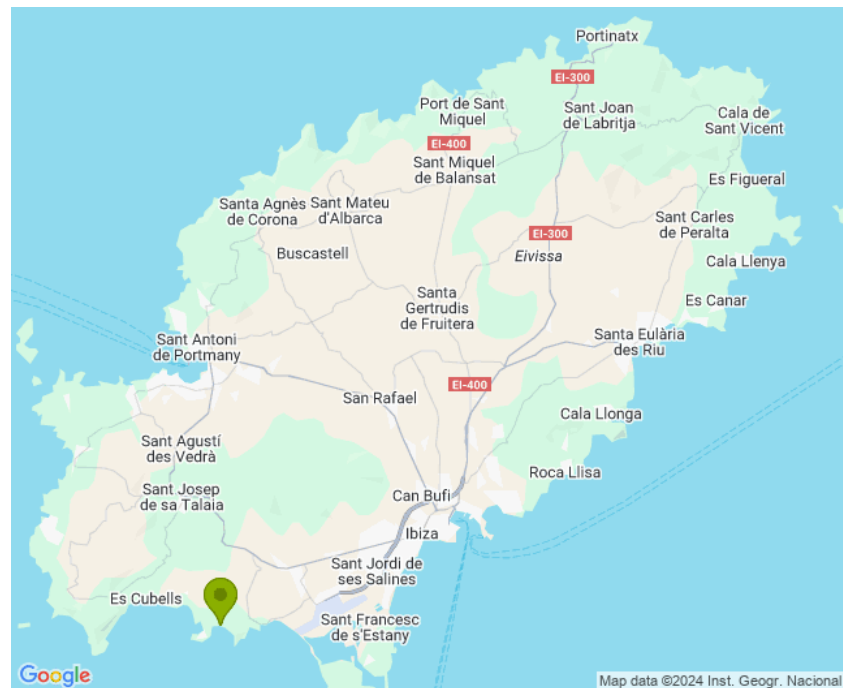 Portinatx
EI-300
Port de Sant
Miquel
Sant Joan
de Labritja
Cala de
Sant Vicent
EI-400
Sant Miquel
de Balansat
Es Figueral
Santa Agnès
de Corona
Sant Mateu
d'Albarca
Sant Carles
de Peralta
EI-300
Buscastell
Eivissa
Cala Llenya
Santa
Gertrudis
de Fruitera
Es Canar
Sant Antoni
de Portmany
Santa Eulària
des Riu
EI-400
San Rafael
Cala Llonga
Sant Agustí
des Vedrà
Roca Llisa
Sant Josep
de sa Talaia
Can Bufi
Ibiza
Sant Jordi de
ses Salines
Es Cubells
Sant Francesc
de s'Estany
Google
Map data ©2024 Inst. Geogr. Nacional